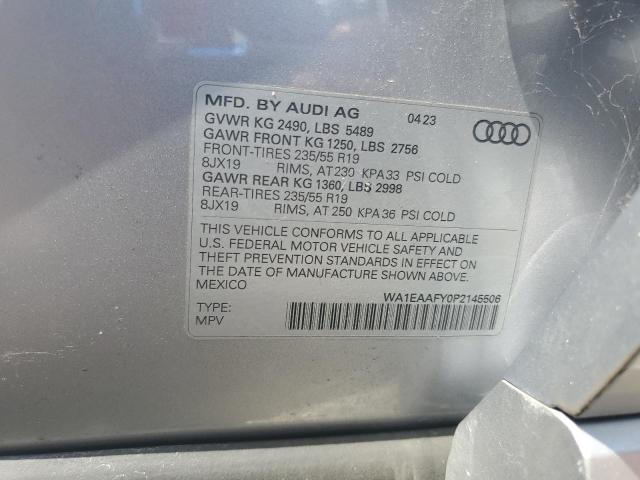 MFD. BY AUDI AG 04 23
GVWR KG 2490, LBS 5489
GAWR FRONT KG 1250, LBS 2756
FRONT-TIRES 235/55 R19
8JX19 RIMS, AT 230 KPA 33 PSI COLD
GAWR REAR KG 1360, LBS 2998
REAR-TIRES 235/55 R19
8JX19 RIMS, AT 250 KPA 36 PSI COLD
THIS VEHICLE CONFORMS TO ALL APPLICABLE
U.S. FEDERAL MOTOR VEHICLE SAFETY AND
THEFT PREVENTION STANDARDS IN EFFECT ON
THE DATE OF MANUFACTURE SHOWN ABOVE.
MEXICO
WA1EAAFY0P2145506
TYPE:
MPV